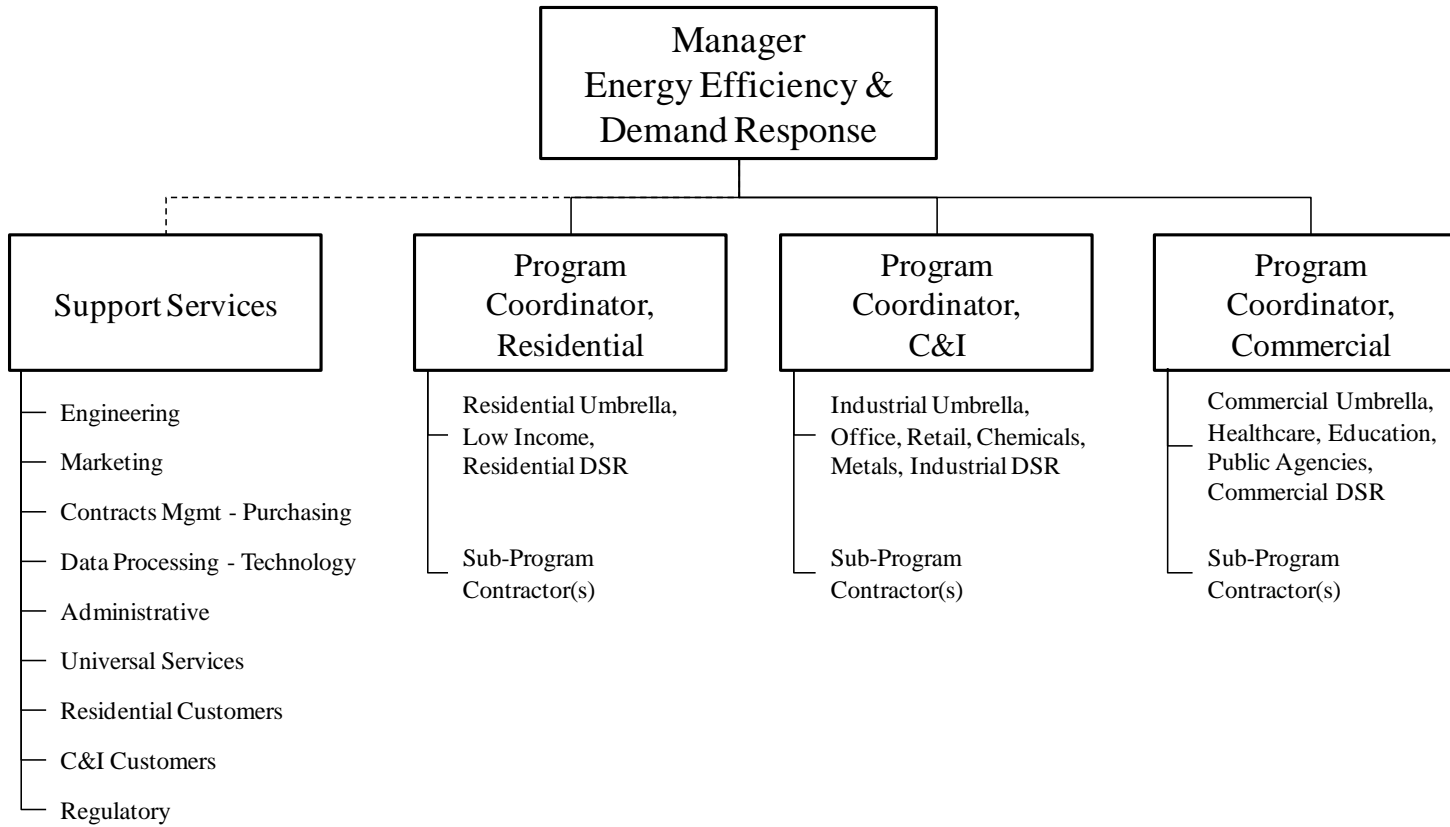 Manager
Energy Efficiency &
Demand Response
Support Services
Engineering
Marketing
Contracts Mgmt - Purchasing
Data Processing - Technology
Administrative
Universal Services
Residential Customers
C&I Customers
Regulatory
Program
Coordinator,
Residential
Residential Umbrella,
Low Income,
Residential DSR
Sub-Program
Contractor(s)
Program
Coordinator,
C&I
Industrial Umbrella,
Office, Retail, Chemicals,
Metals, Industrial DSR
Sub-Program
Contractor(s)
Program
Coordinator,
Commercial
Commercial Umbrella,
Healthcare, Education,
Public Agencies,
Commercial DSR
Sub-Program
Contractor(s)